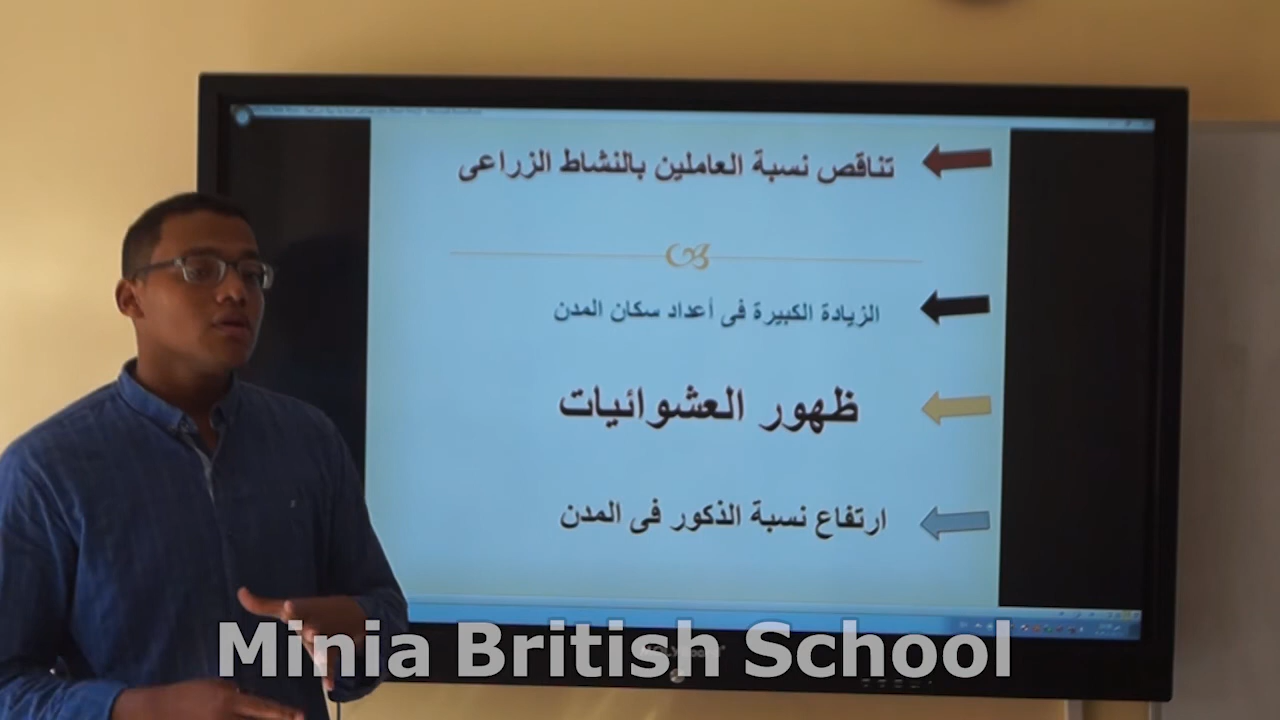 تناقص نسبة العاملين بالنشاط الزراعى
الزيادة الكبيرة فى أعداد سكان المدن
ظهور العشوائيات
ارتفاع نسبة الذكور فى المدن
Minia British School